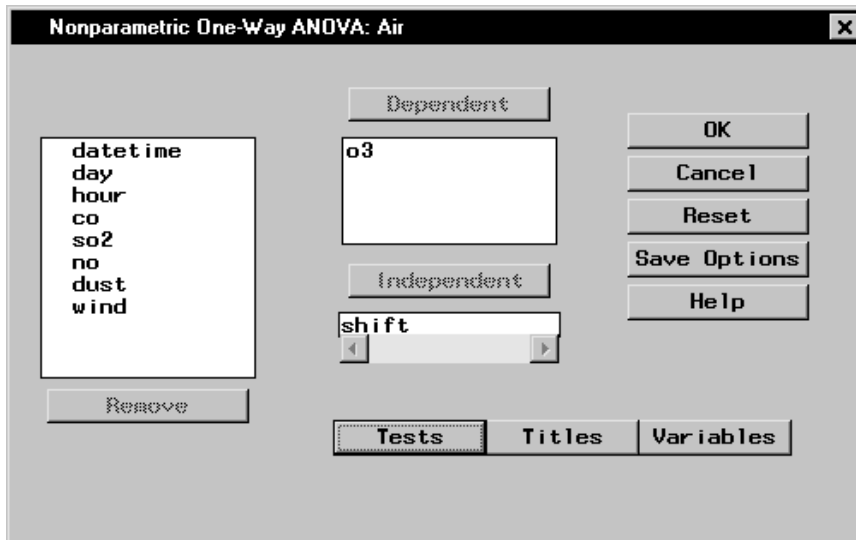 Nonparametric One-Way ANOVA: Air
datetime
day
hour
co
so2
no
dust
wind
Remove
Dependent
o3
Independent
shift
OK
Cancel
Reset
Save Options
Help
Tests
Titles
Variables